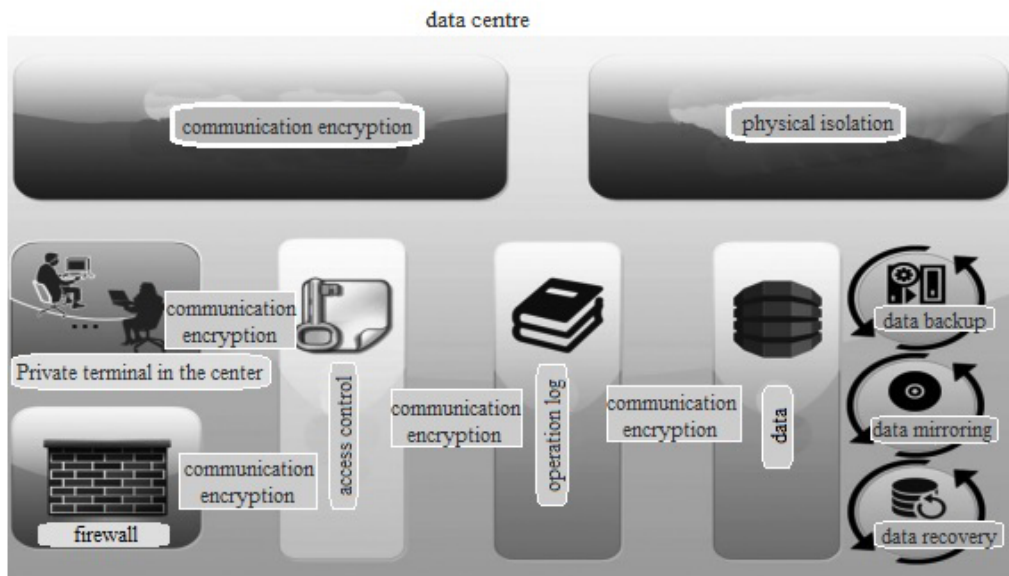 data centre
communication encryption
physical isolation
communication
encryption
Private terminal in the center
communication
encryption
firewall
access control
communication
encryption
operation log
communication
encryption
data
data backup
data mirroring
data recovery